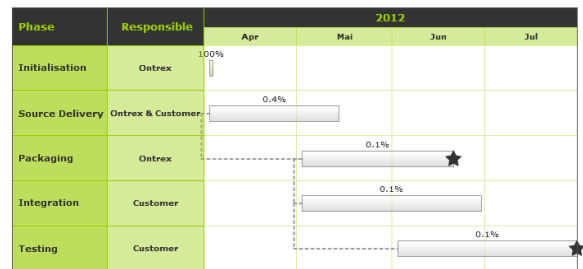 Phase Responsible 2012
Apr Mai Jun Jul
100%
Initialisation Ontrex
0.4%
Source Delivery Ontrex & Customer
0.1%
Packaging Ontrex
0.1%
Integration Customer
0.1%
Testing Customer